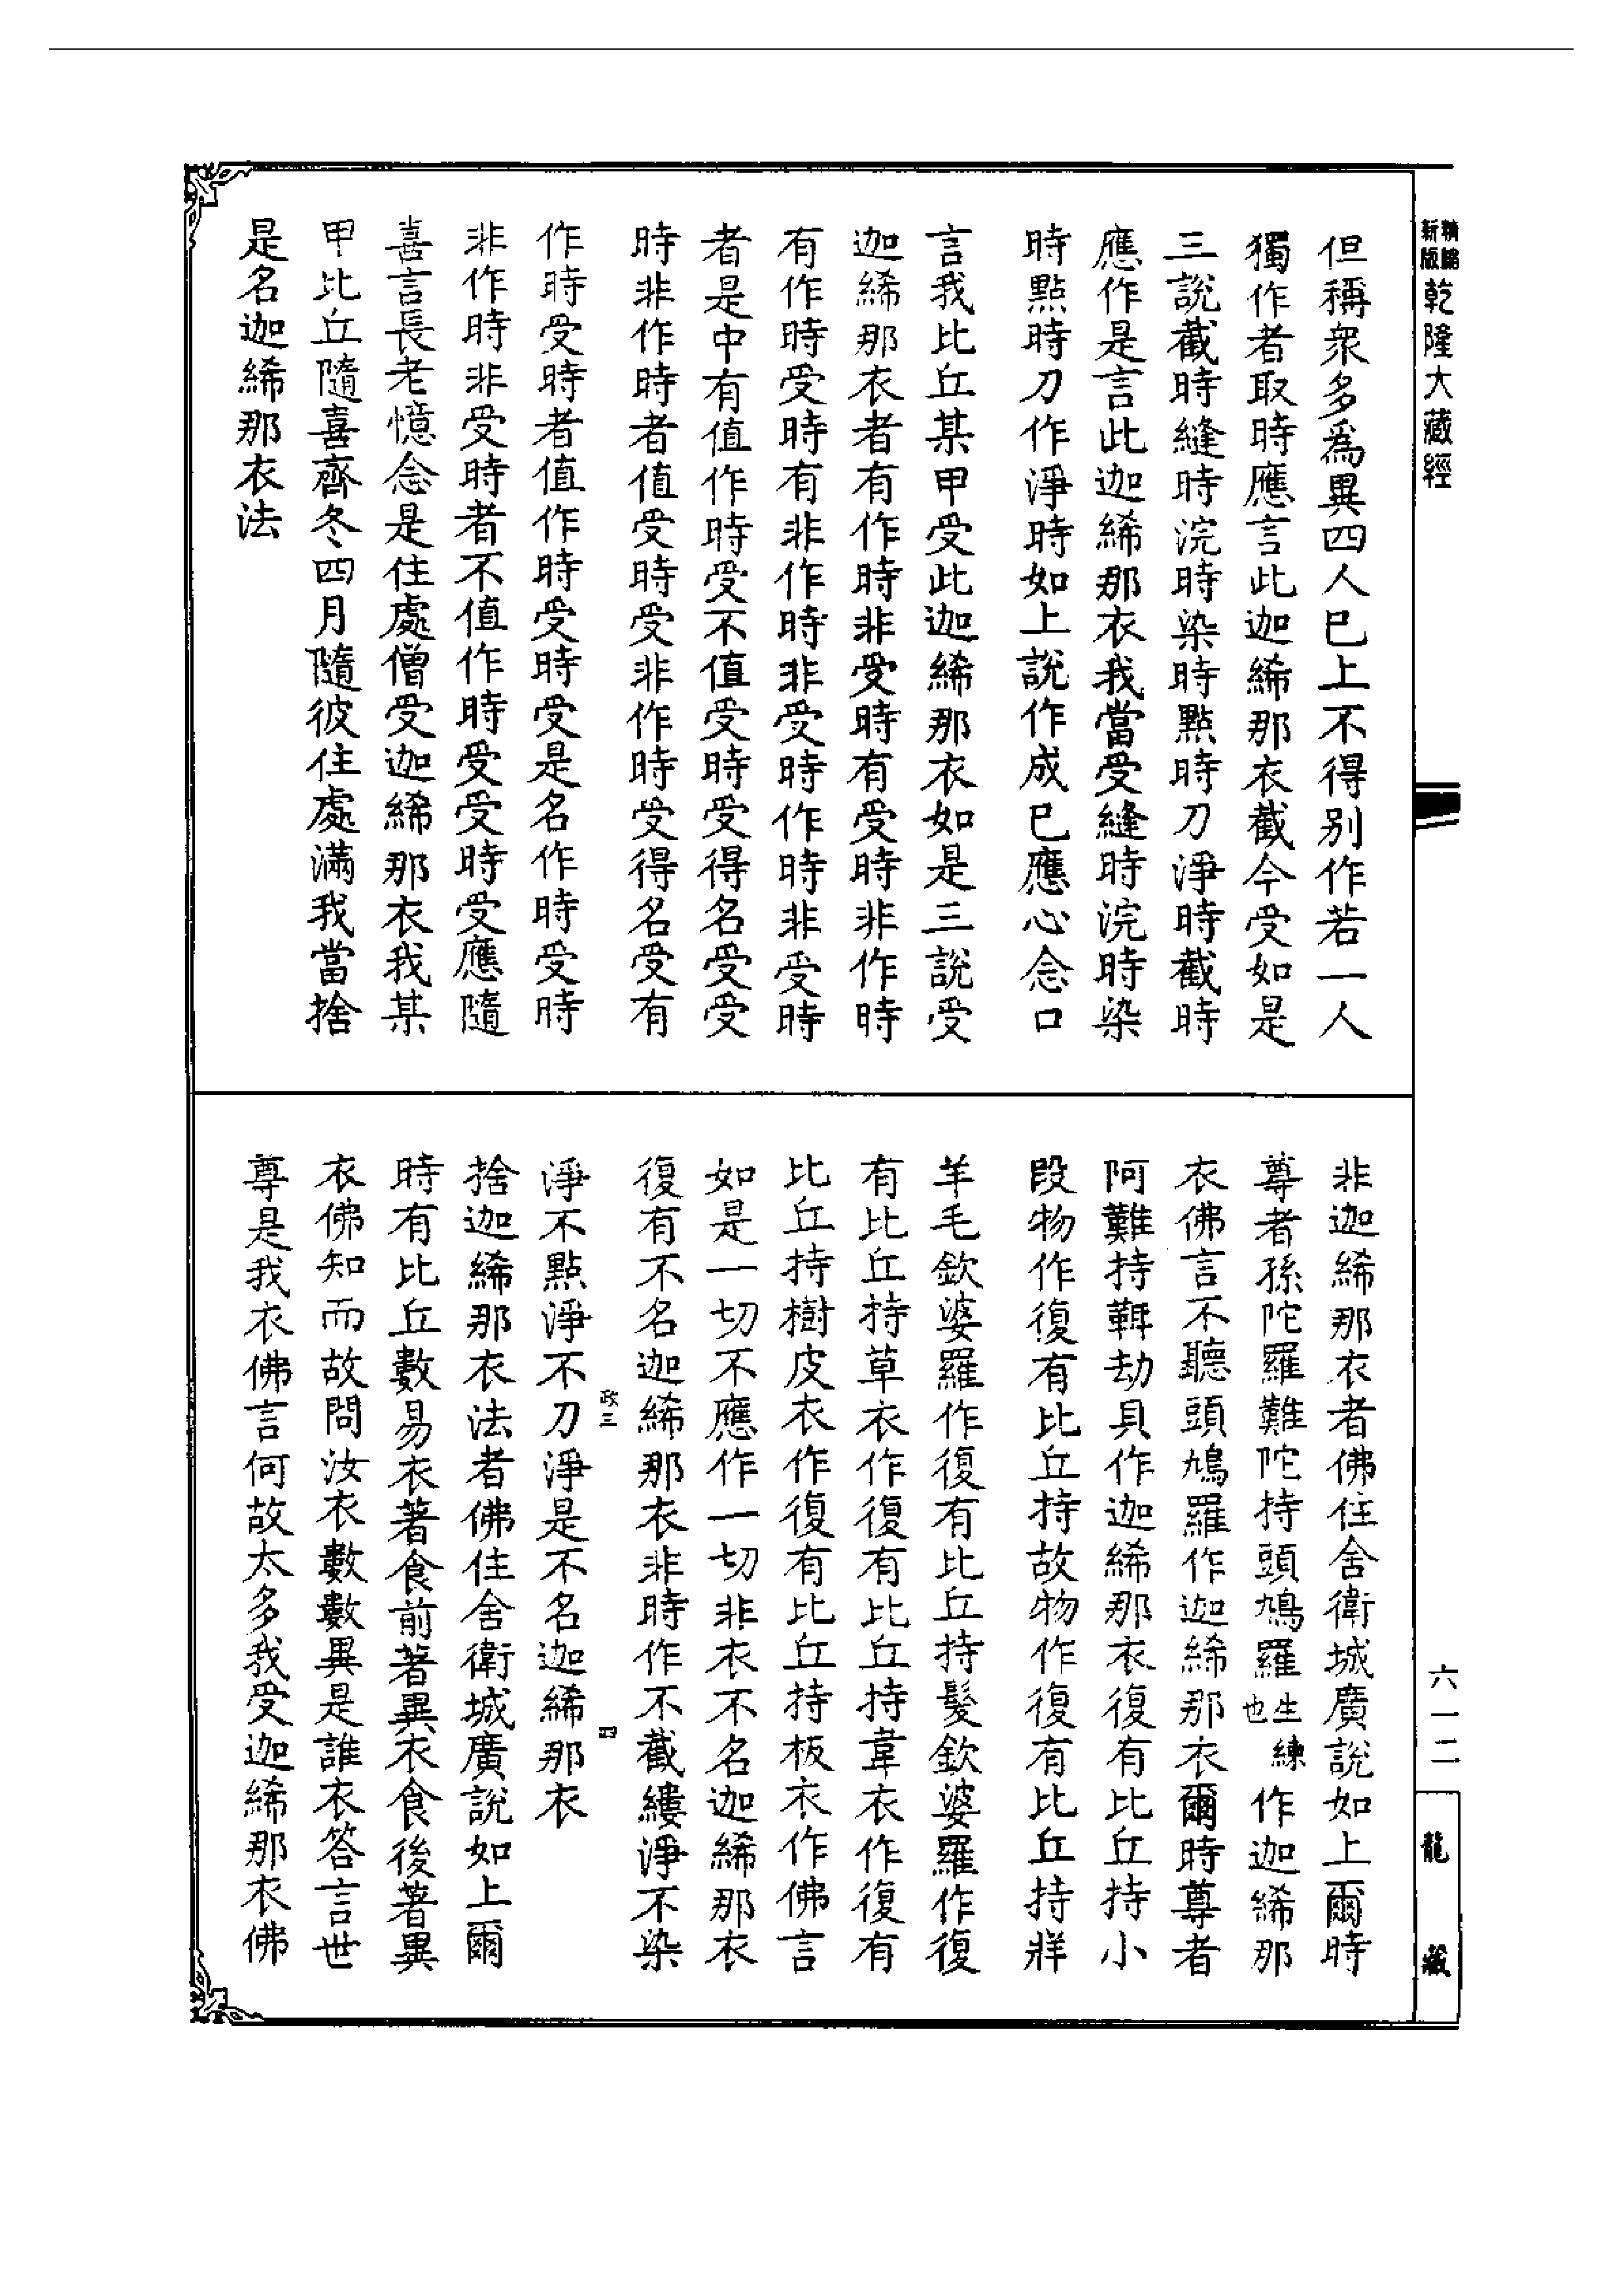 精縮新版乾隆大藏經
但稱衆多爲異四人巳上不得別作若一人
獨作者取時應言此迦絺那衣截今受如是
三說截時縫時浣時染時點時刀淨時截時
應作是言此迦絺那衣我當受縫時浣時染
時點時刀作淨時如上說作成巳應心念口
言我比丘某甲受此迦絺那衣如是三說受
迦絺那衣者有作時非受時有受時非作時
有作時受時有非作時非受時作時非受時
者是中有值作時受不值受時受得名受受
時非作時者值受時受非作時受得名受有
作時受時者值作時受時受是名作時受時
非作時非受時者不值作時受受時受應隨
喜言長老憶念是住處僧受迦絺那衣我某
甲比丘隨喜齊冬四月隨彼住處滿我當捨
是名迦絺那衣法
非迦絺那衣者佛住舍衛城廣說如上爾時
尊者孫陀羅難陀持頭鳩羅生練也作迦絺那
衣佛言不聽頭鳩羅作迦絺那衣爾時尊者
阿難持鞙劫具作迦絺那衣復有比丘持小
段物作復有比丘持故物作復有比丘持牂
羊毛欽婆羅作復有比丘持髮欽婆羅作復
有比丘持草衣作復有比丘持韋衣作復有
比丘持樹皮衣作復有比丘持板衣作佛言
如是一切不應作一切非衣不名迦絺那衣
復有不名迦絺那衣非時作不截縷淨不染
政三
四
淨不點淨不刀淨是不名迦絺那衣
捨迦絺那衣法者佛住舍衛城廣說如上爾
時有比丘數易衣著食前著異衣食後著異
衣佛知而故問汝衣數數異是誰衣答言世
尊是我衣佛言何故太多我受迦絺那衣佛
六一二
龍藏